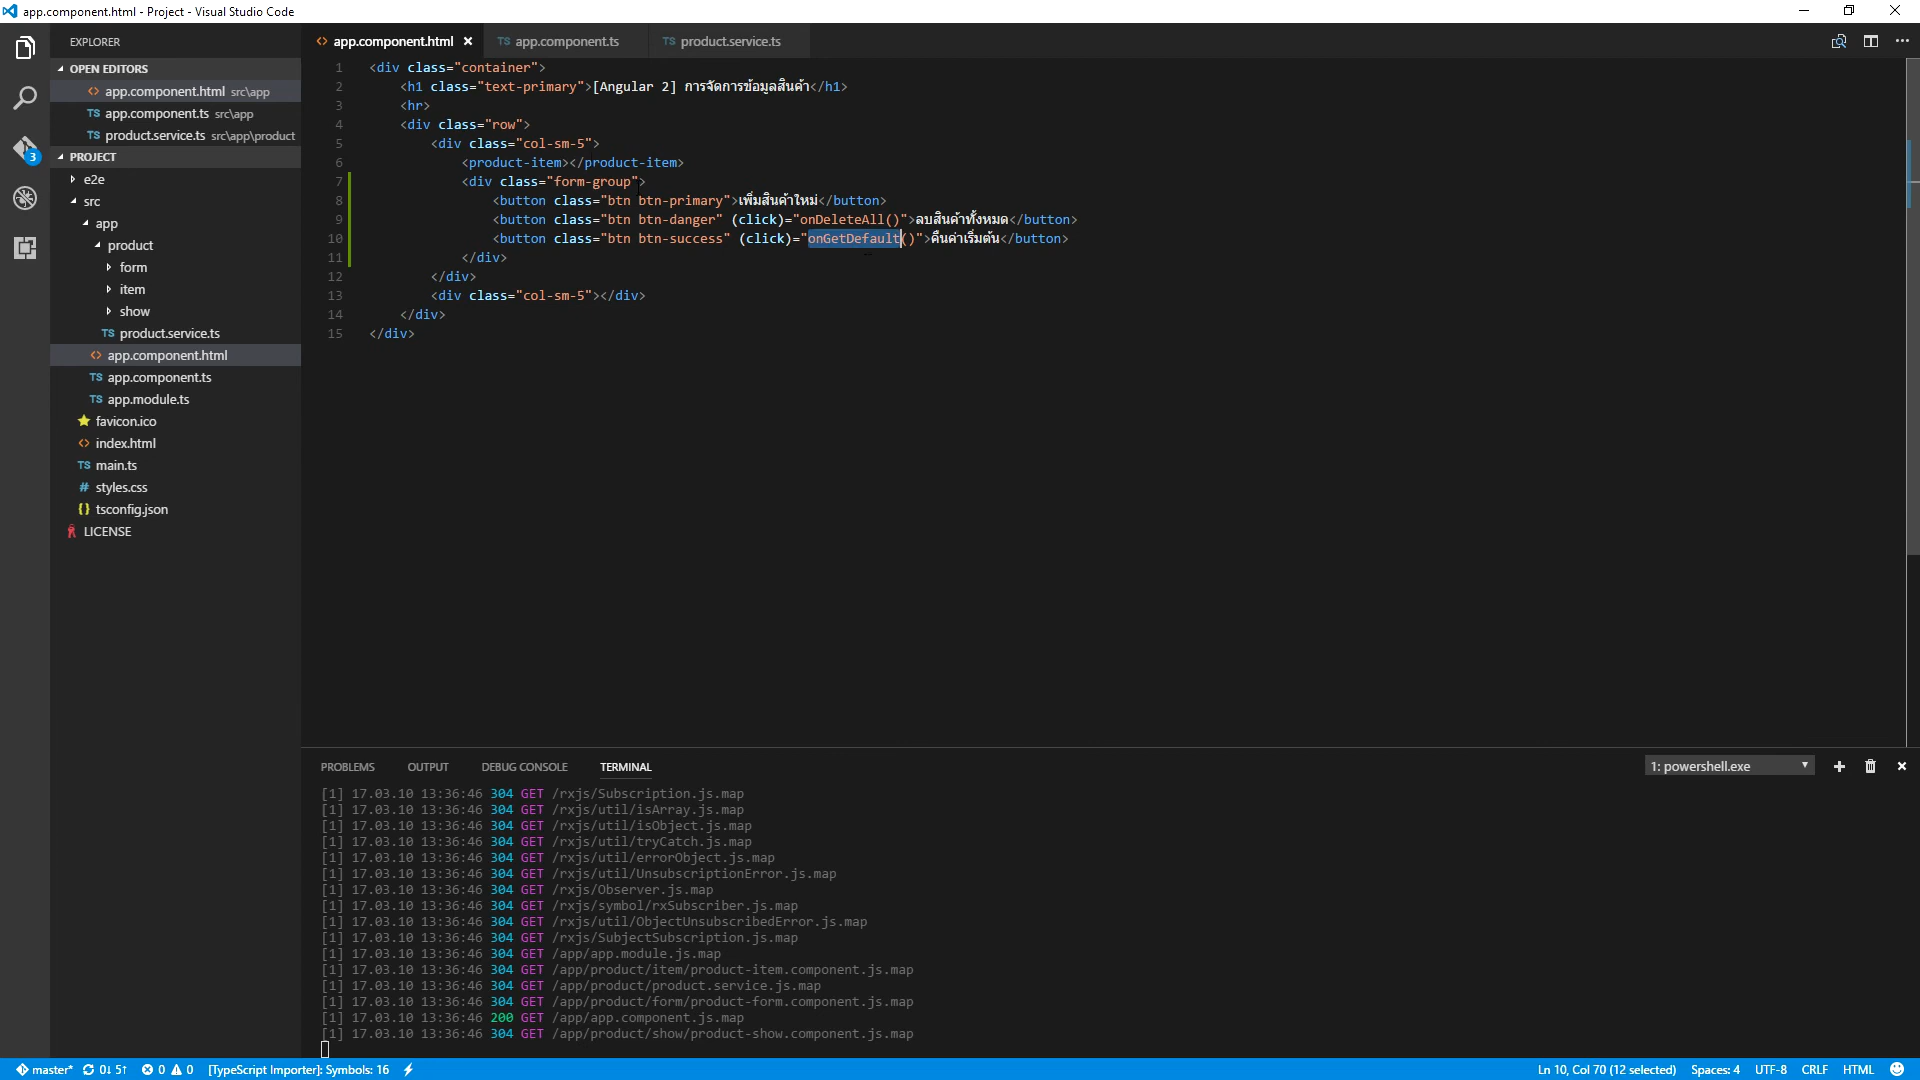 app.component.html - Project - Visual Studio Code
EXPLORER
OPEN EDITORS
app.component.html src\app
app.component.ts src\app
product.service.ts src\app\product
PROJECT
e2e
src
app
product
form
item
show
TS product.service.ts
app.component.html
TS app.component.ts
TS app.module.ts
favicon.ico
index.html
TS main.ts
# styles.css
{} tsconfig.json
LICENSE
3
<> app.component.html
TS app.component.ts
TS product.service.ts
1 <div class="container">
2 <h1 class="text-primary">[Angular 2] การจัดการข้อมูลสินค้า</h1>
3 <hr>
4 <div class="row">
5 <div class="col-sm-5">
6 <product-item></product-item>
7 <div class="form-group">
8 <button class="btn btn-primary">เพิ่มสินค้าใหม่</button>
9 <button class="btn btn-danger" (click)="onDeleteAll()">ลบสินค้าทั้งหมด</button>
10 <button class="btn btn-success" (click)="onGetDefault()">คืนค่าเริ่มต้น</button>
11 </div>
12 </div>
13 <div class="col-sm-5"></div>
14 </div>
15 </div>
PROBLEMS OUTPUT DEBUG CONSOLE TERMINAL
1: powershell.exe
[1] 17.03.10 13:36:46 304 GET /rxjs/Subscription.js.map
[1] 17.03.10 13:36:46 304 GET /rxjs/util/isArray.js.map
[1] 17.03.10 13:36:46 304 GET /rxjs/util/isObject.js.map
[1] 17.03.10 13:36:46 304 GET /rxjs/util/tryCatch.js.map
[1] 17.03.10 13:36:46 304 GET /rxjs/util/errorObject.js.map
[1] 17.03.10 13:36:46 304 GET /rxjs/util/UnsubscriptionError.js.map
[1] 17.03.10 13:36:46 304 GET /rxjs/Observer.js.map
[1] 17.03.10 13:36:46 304 GET /rxjs/symbol/rxSubscriber.js.map
[1] 17.03.10 13:36:46 304 GET /rxjs/util/ObjectUnsubscribedError.js.map
[1] 17.03.10 13:36:46 304 GET /rxjs/SubjectSubscription.js.map
[1] 17.03.10 13:36:46 304 GET /app/app.module.js.map
[1] 17.03.10 13:36:46 304 GET /app/product/item/product-item.component.js.map
[1] 17.03.10 13:36:46 304 GET /app/product/product.service.js.map
[1] 17.03.10 13:36:46 304 GET /app/product/form/product-form.component.js.map
[1] 17.03.10 13:36:46 200 GET /app/app.component.js.map
[1] 17.03.10 13:36:46 304 GET /app/product/show/product-show.component.js.map
master* 0↓ 5↑ 0 0 [TypeScript Importer]: Symbols: 16
Ln 10, Col 70 (12 selected) Spaces: 4 UTF-8 CRLF HTML